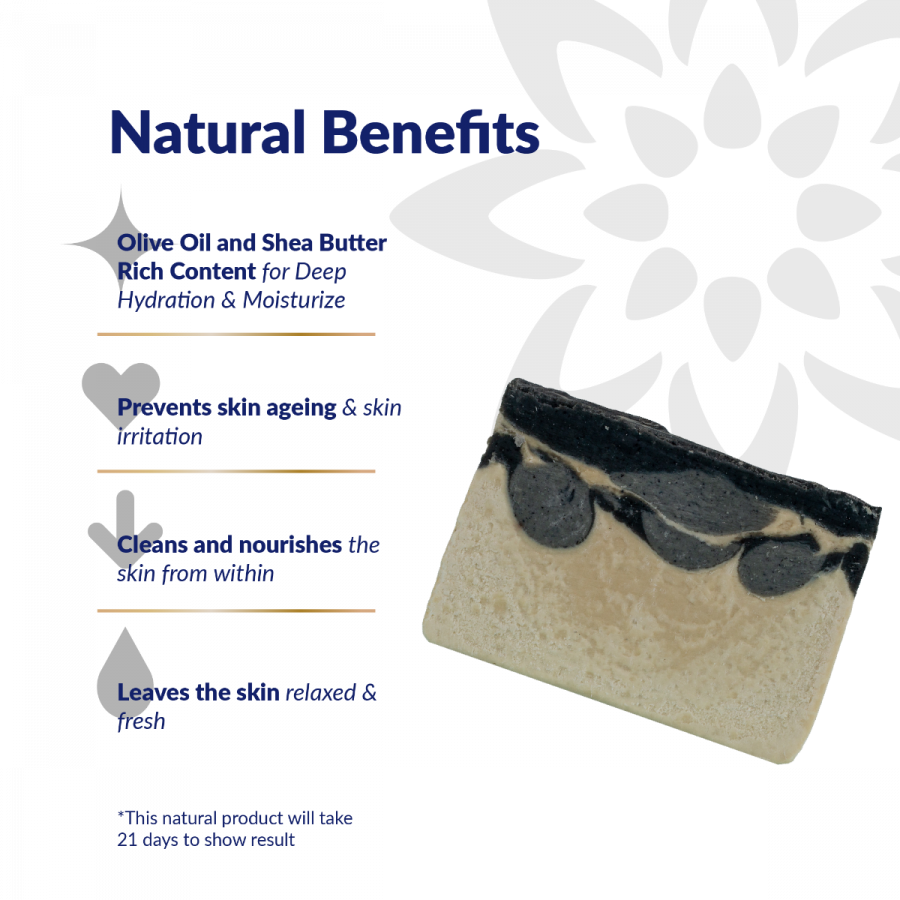 Natural Benefits
Olive Oil and Shea Butter
Rich Content for Deep
Hydration & Moisturize
Prevents skin ageing & skin
irritation
Cleans and nourishes the
skin from within
Leaves the skin relaxed &
fresh
*This natural product will take
21 days to show result